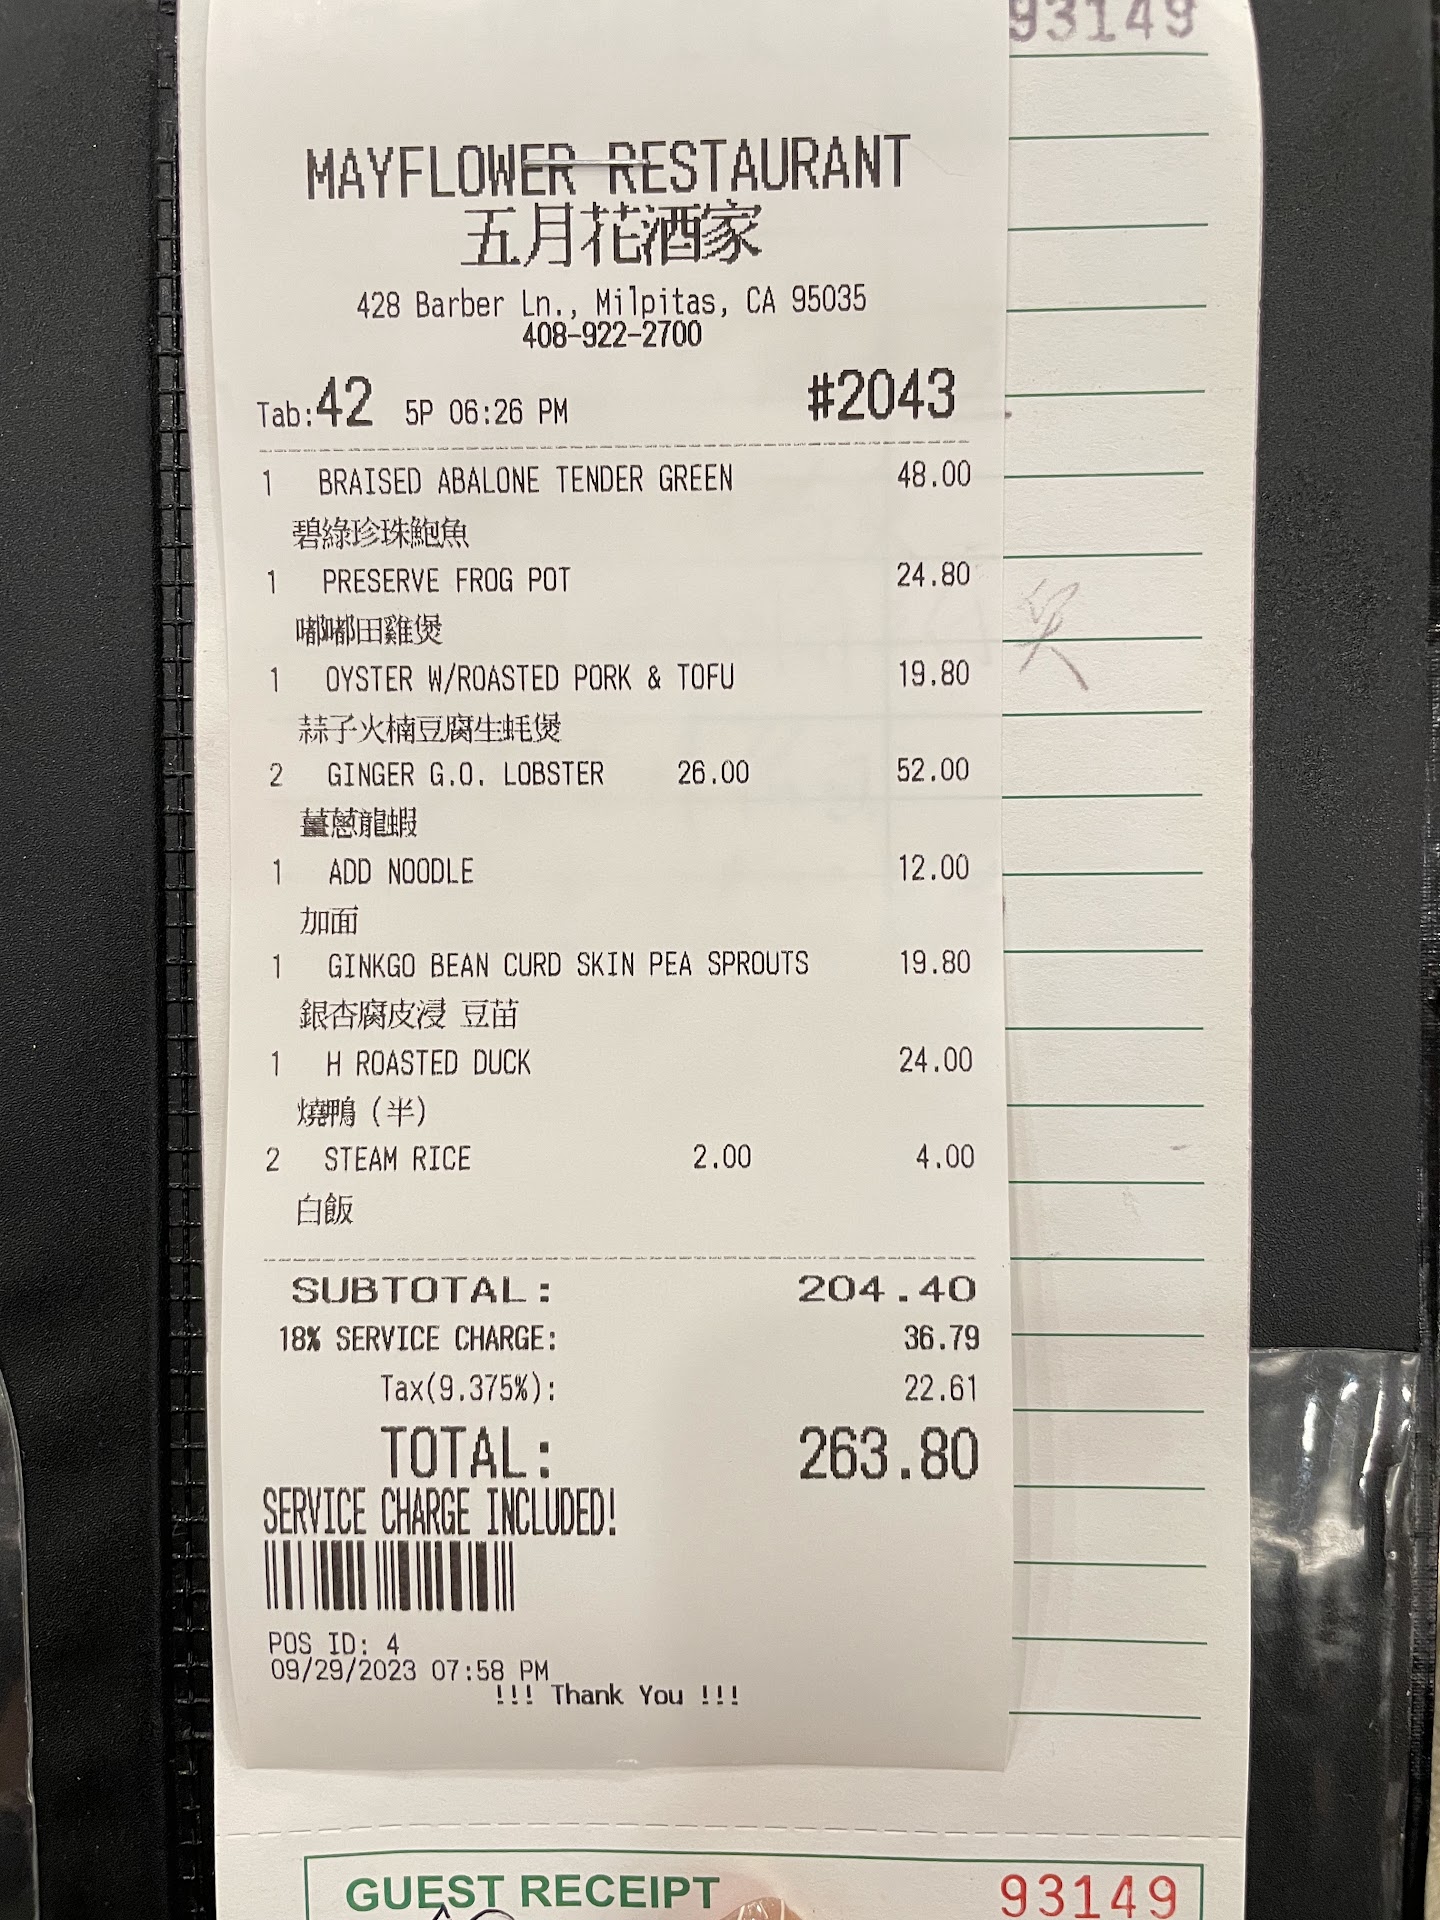 93149
MAYFLOWER RESTAURANT
五月花酒家
428 Barber Ln., Milpitas, CA 95035
408-922-2700
Tab:42 5P 06:26 PM #2043
1 BRAISED ABALONE TENDER GREEN 48.00
碧綠珍珠鮑魚
1 PRESERVE FROG POT 24.80
嘟嘟田雞煲
1 OYSTER W/ROASTED PORK & TOFU 19.80
蒜子火楠豆腐生蚝煲
2 GINGER G.O. LOBSTER 26.00 52.00
薑蔥龍蝦
1 ADD NOODLE 12.00
加面
1 GINKGO BEAN CURD SKIN PEA SPROUTS 19.80
銀杏腐皮浸 豆苗
1 H ROASTED DUCK 24.00
燒鴨 (半)
2 STEAM RICE 2.00 4.00
白飯
SUBTOTAL: 204.40
18% SERVICE CHARGE: 36.79
Tax(9.375%): 22.61
TOTAL: 263.80
SERVICE CHARGE INCLUDED!
POS ID: 4
09/29/2023 07:58 PM
!!! Thank You !!!
GUEST RECEIPT 93149